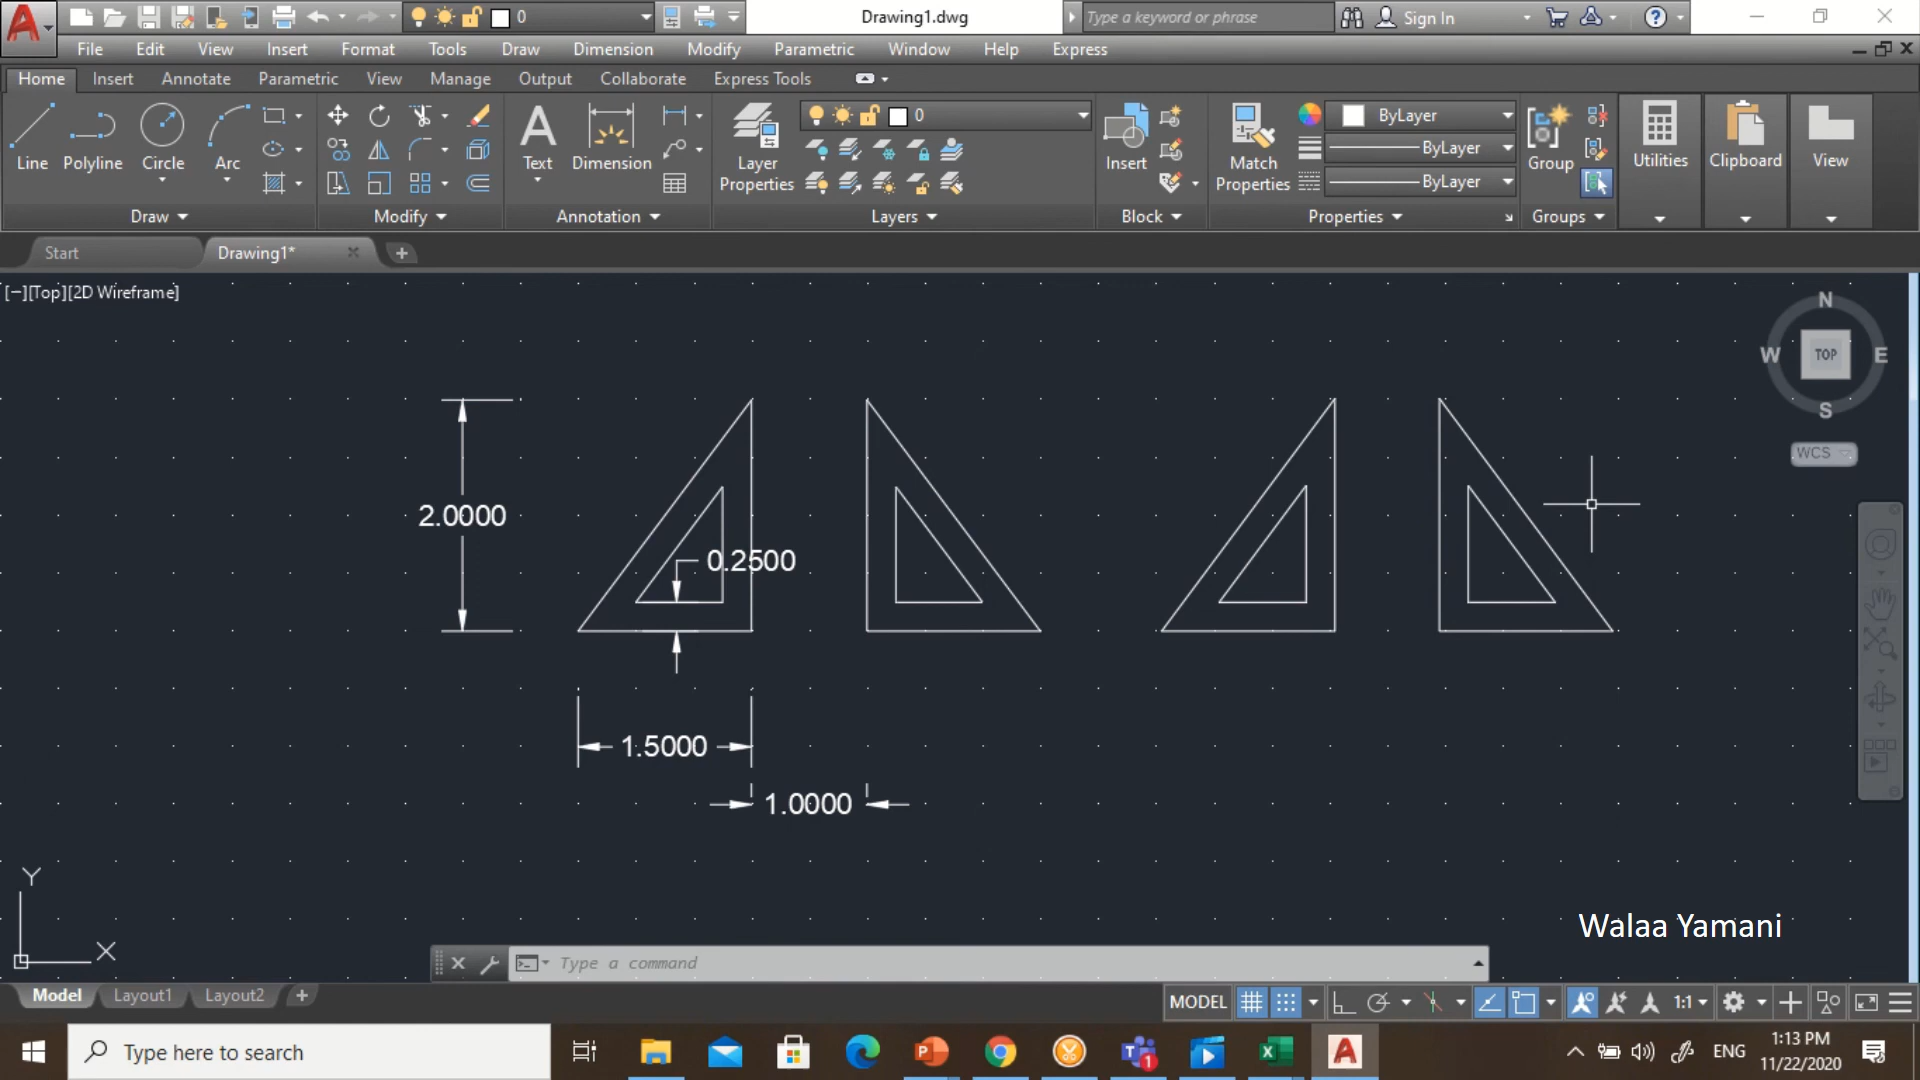 0
Drawing1.dwg
Type a keyword or phrase
Sign In
File Edit View Insert Format Tools Draw Dimension Modify Parametric Window Help Express
Home Insert Annotate Parametric View Manage Output Collaborate Express Tools
Line Polyline Circle Arc
Text Dimension
Layer Properties
0
Insert
Match Properties
ByLayer
ByLayer
ByLayer
Group
Utilities
Clipboard
View
Draw Modify Annotation Layers Block Properties Groups
Start Drawing1*
[−][Top][2D Wireframe]
N
W TOP E
S
WCS
2.0000
0.2500
1.5000
1.0000
Y
X
Walaa Yamani
Type a command
Model Layout1 Layout2
MODEL
1:1
Type here to search
1
ENG
1:13 PM
11/22/2020